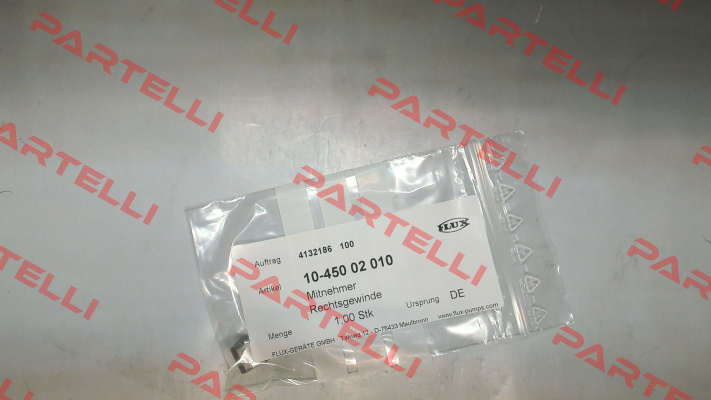 FLUX
Auftrag 4132186 100
Artikel 10-450 02 010
Mitnehmer
Rechtsgewinde
Menge 1,00 Stk Ursprung DE
FLUX-GERÄTE GMBH Talweg 12 - D-75433 Maulbronn www.flux-pumps.com
PARTELLI
PARTELLI
PARTELLI
PARTELLI
PARTELLI
PARTELLI
PARTELLI
PARTELLI
PARTELLI